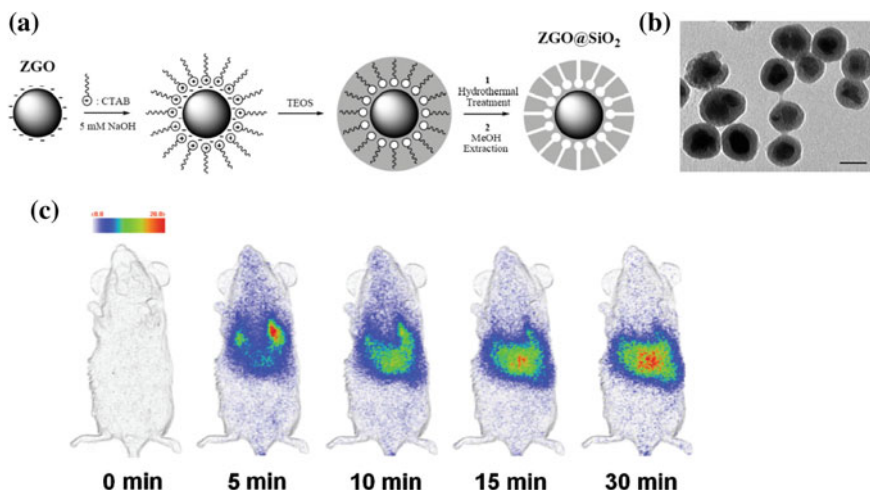 (a)
ZGO
: CTAB
5 mM NaOH
TEOS
1
Hydrothermal
Treatment
2
MeOH
Extraction
ZGO@SiO₂
(b)
(c)
0 min
5 min
10 min
15 min
30 min